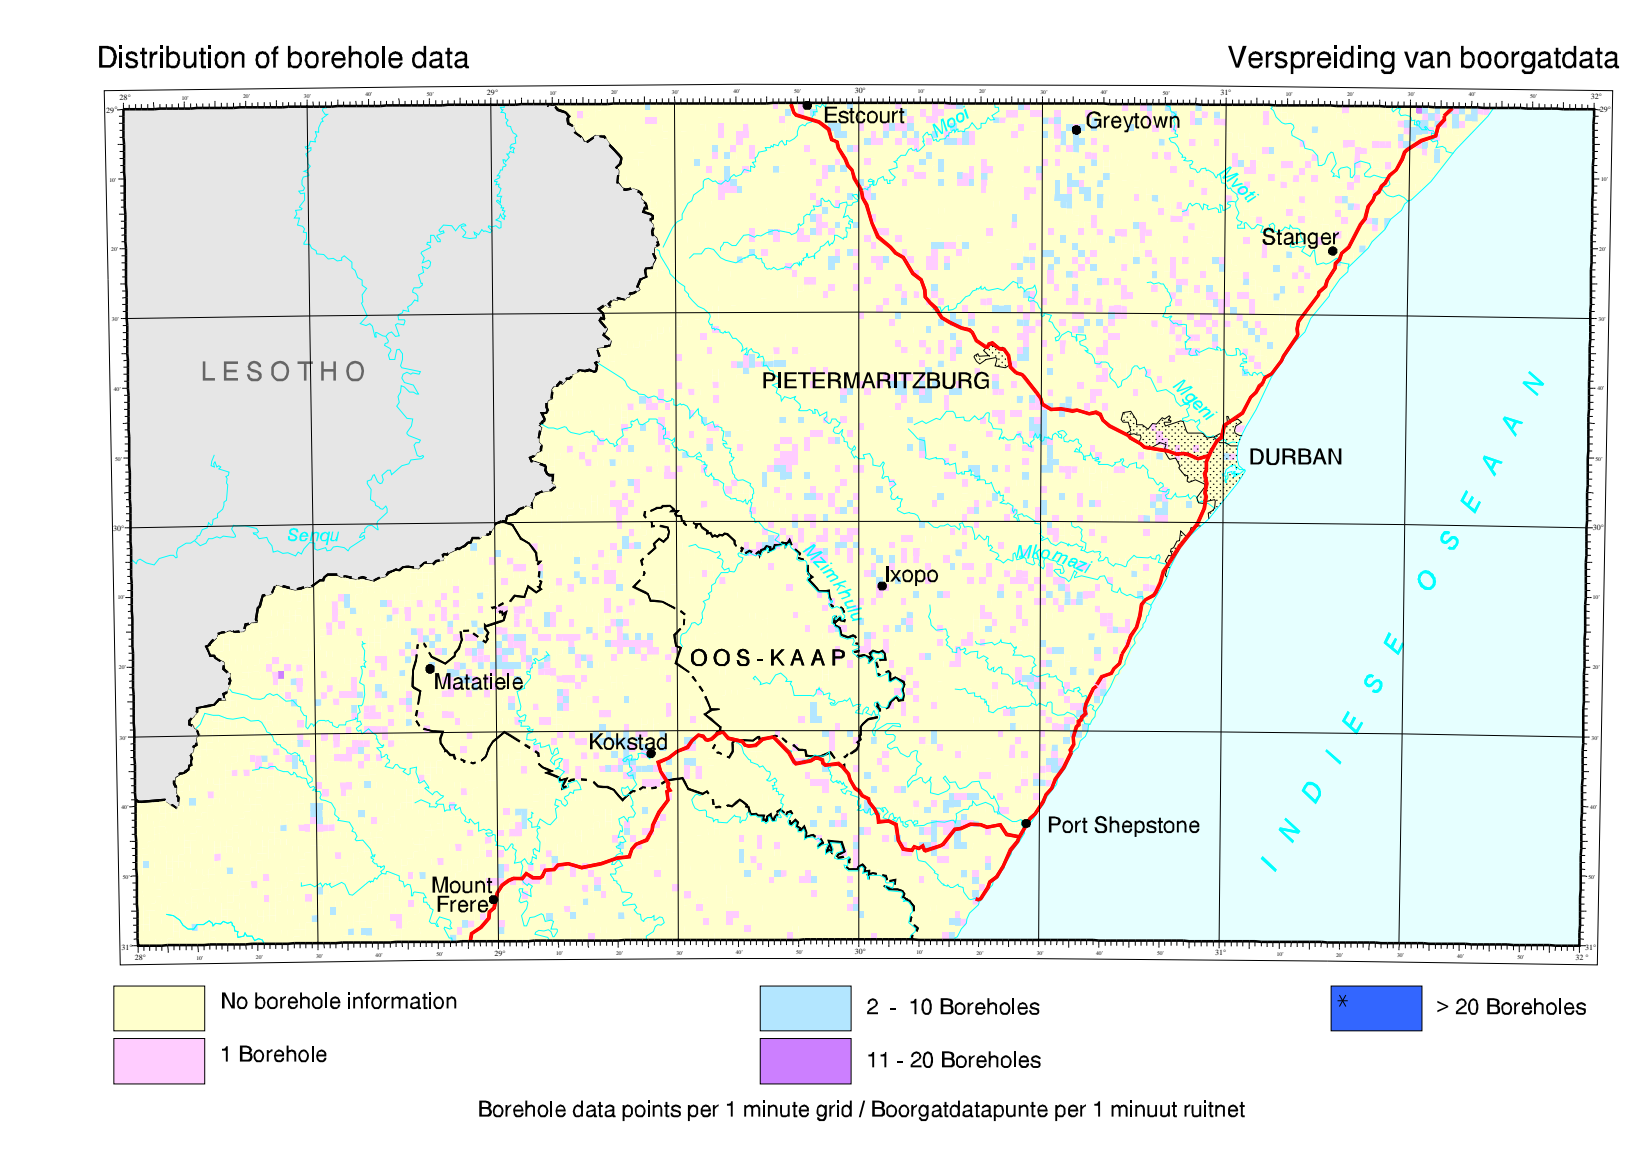 Distribution of borehole data
Verspreiding van boorgatdata
Estcourt
Mooi
Greytown
Mvoti
Stanger
LESOTHO
PIETERMARITZBURG
Mgeni
DURBAN
Senqu
Mkomazi
Mzimkhulu
Ixopo
OOS-KAAP
Matatiele
Kokstad
INDIESE OSEAAN
Port Shepstone
Mount
Frere
No borehole information
2 - 10 Boreholes
* > 20 Boreholes
1 Borehole
11 - 20 Boreholes
Borehole data points per 1 minute grid / Boorgatdatapunte per 1 minuut ruitnet